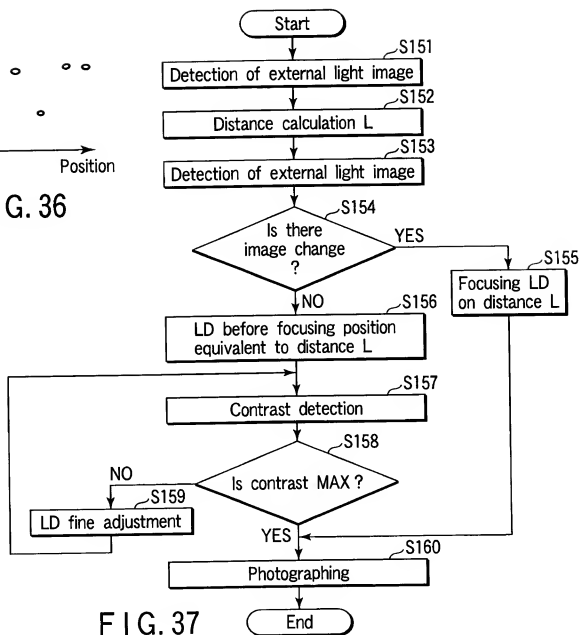 Start
S151
Detection of external light image
S152
Distance calculation L
S153
Detection of external light image
Position
G. 36
S154
Is there
image change
?
YES
S155
Focusing LD
on distance L
NO
S156
LD before focusing position
equivalent to distance L
S157
Contrast detection
S158
Is contrast MAX ?
NO
S159
LD fine adjustment
YES
S160
Photographing
FIG. 37
End